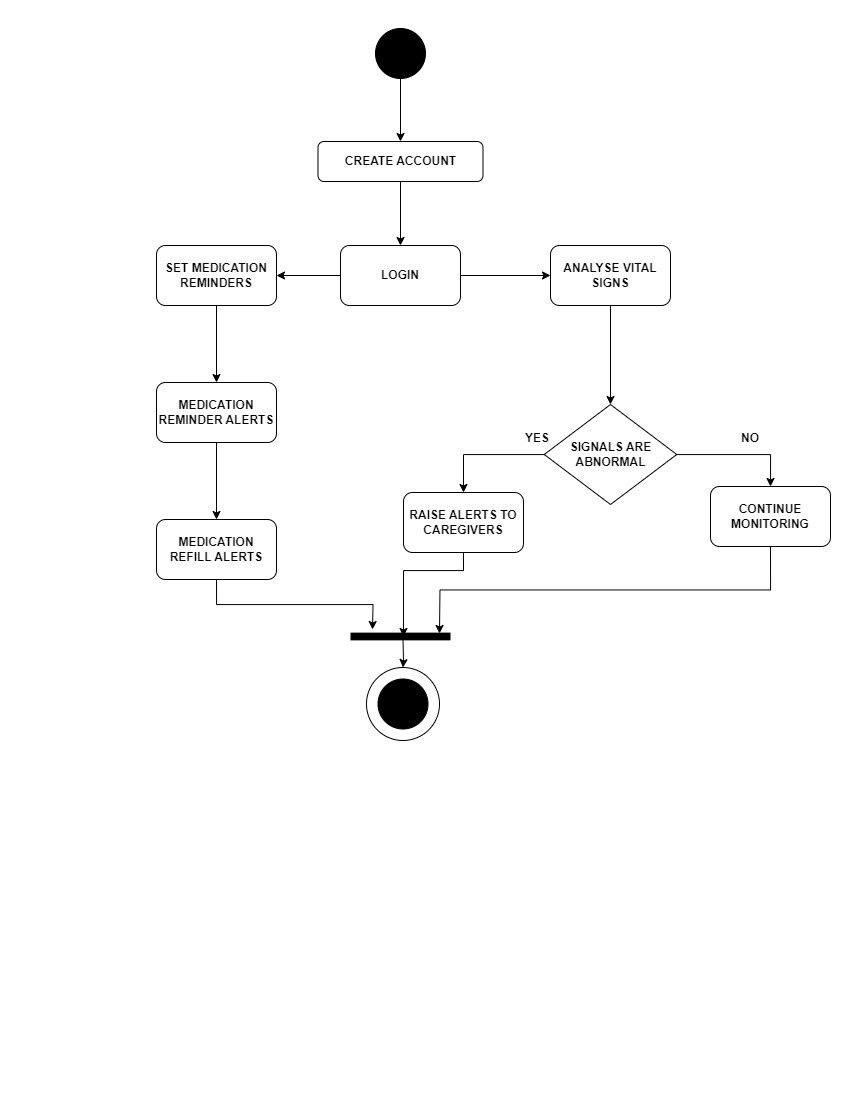 CREATE ACCOUNT
SET MEDICATION
REMINDERS
LOGIN
ANALYSE VITAL
SIGNS
MEDICATION
REMINDER ALERTS
YES
SIGNALS ARE
ABNORMAL
NO
RAISE ALERTS TO
CAREGIVERS
CONTINUE
MONITORING
MEDICATION
REFILL ALERTS